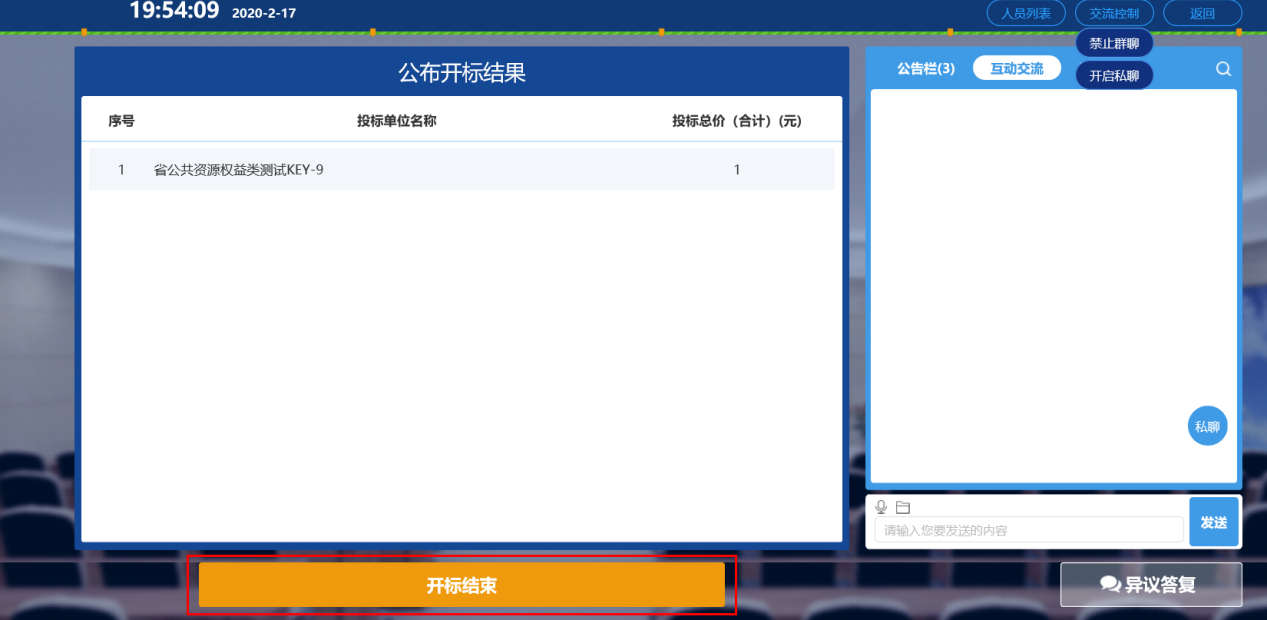 19:54:09 2020-2-17
人员列表 交流控制 返回
禁止群聊
开启私聊
公布开标结果
公告栏(3) 互动交流
序号 投标单位名称 投标总价（合计）(元)
1 省公共资源权益类测试KEY-9 1
私聊
请输入您要发送的内容
发送
开标结束
异议答复